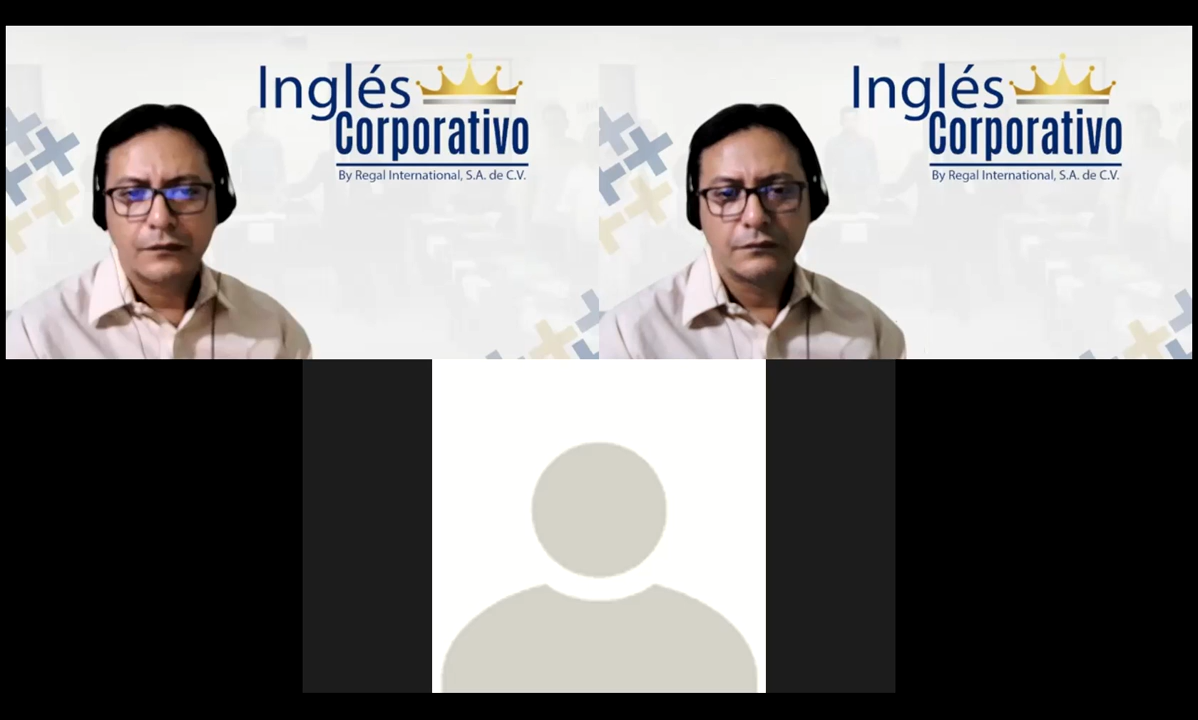 Inglés
Corporativo
By Regal International, S.A. de C.V.
Inglés
Corporativo
By Regal International, S.A. de C.V.